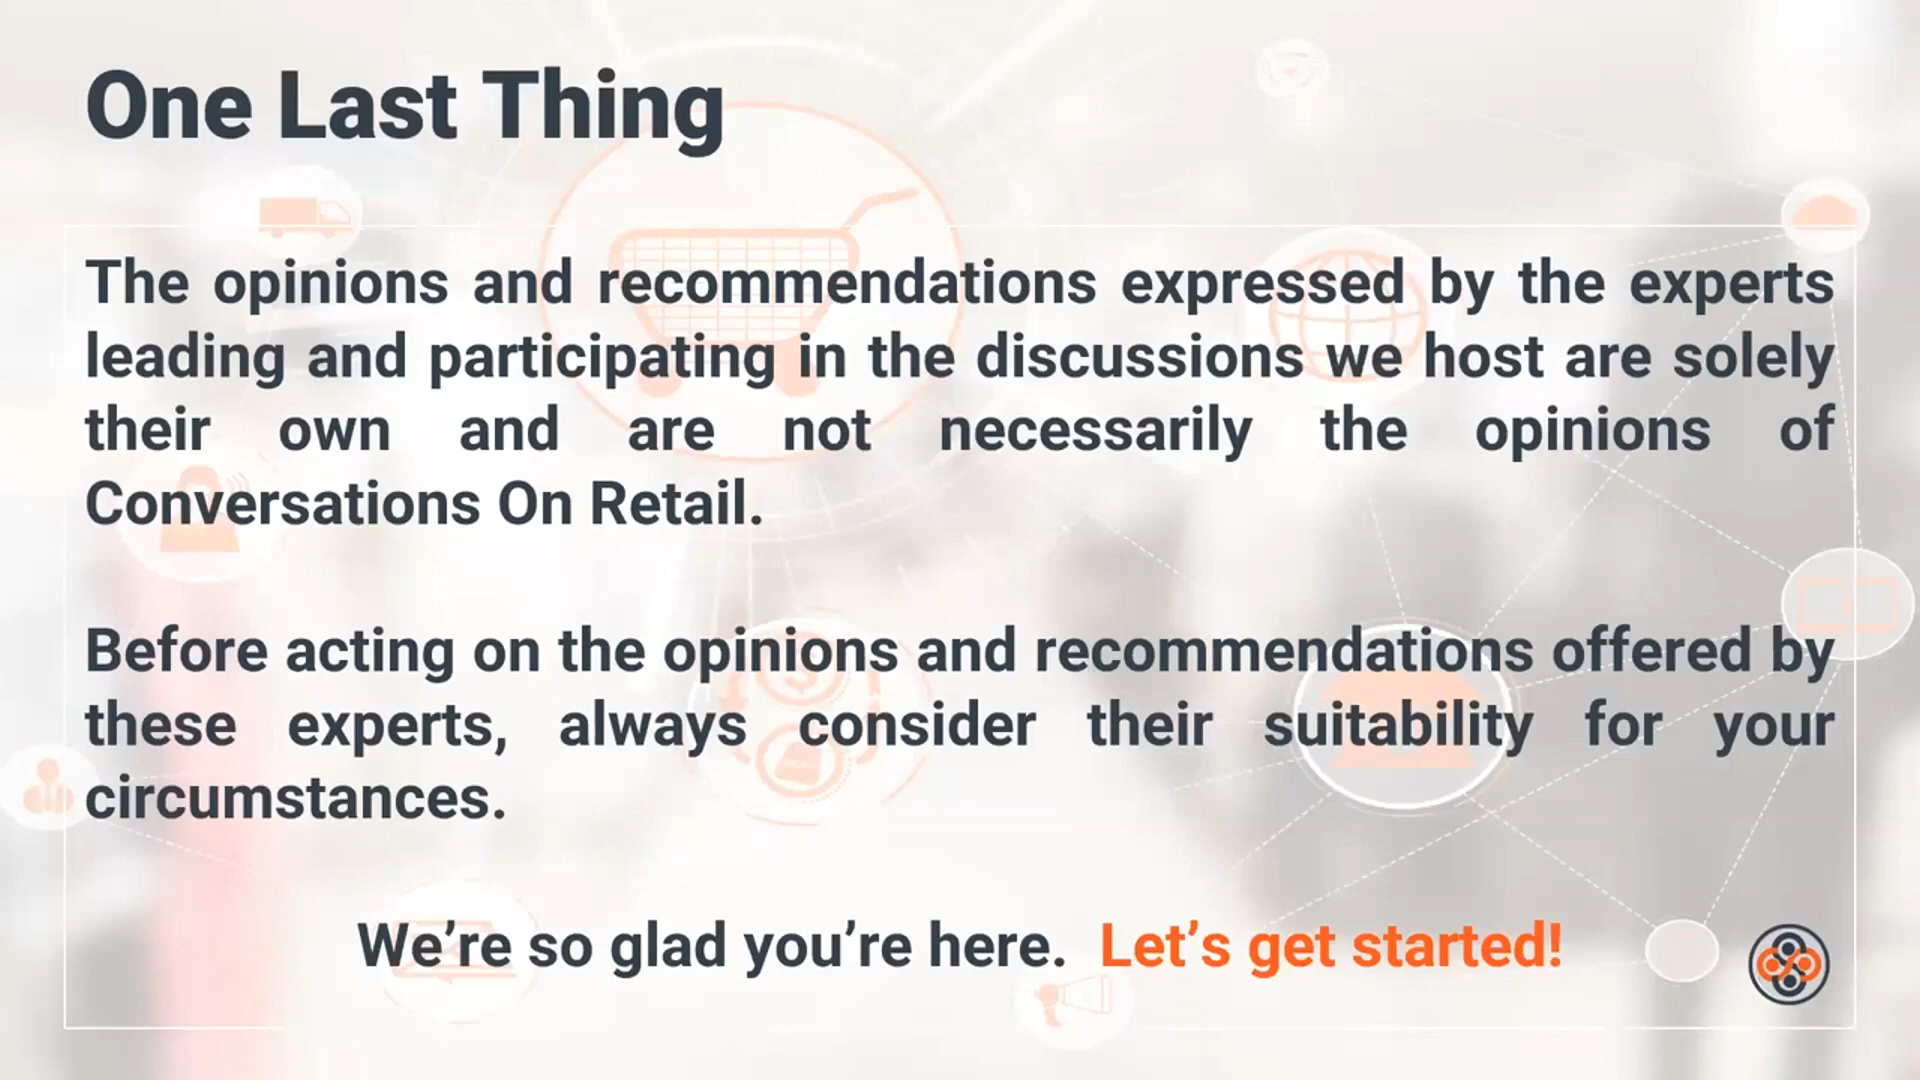 One Last Thing
The opinions and recommendations expressed by the experts
leading and participating in the discussions we host are solely
their own and are not necessarily the opinions of
Conversations On Retail.
Before acting on the opinions and recommendations offered by
these experts, always consider their suitability for your
circumstances.
We’re so glad you’re here. Let’s get started!